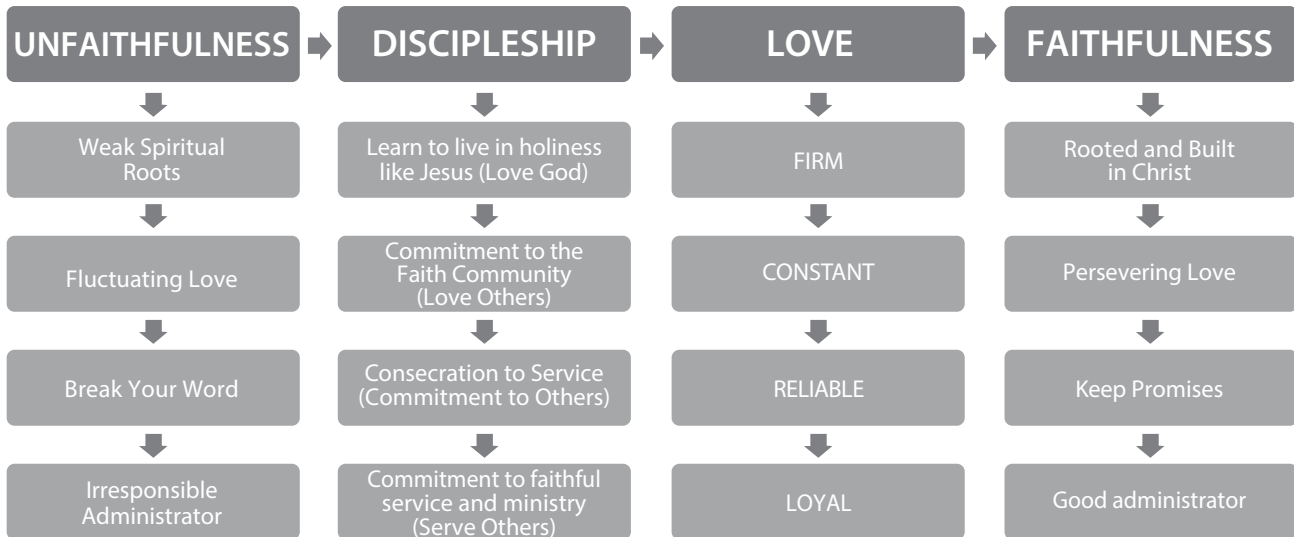 UNFAITHFULNESS
Weak Spiritual
Roots
Fluctuating Love
Break Your Word
Irresponsible
Administrator
DISCIPLESHIP
Learn to live in holiness
like Jesus (Love God)
Commitment to the
Faith Community
(Love Others)
Consecration to Service
(Commitment to Others)
Commitment to faithful
service and ministry
(Serve Others)
LOVE
FIRM
CONSTANT
RELIABLE
LOYAL
FAITHFULNESS
Rooted and Built
in Christ
Persevering Love
Keep Promises
Good administrator